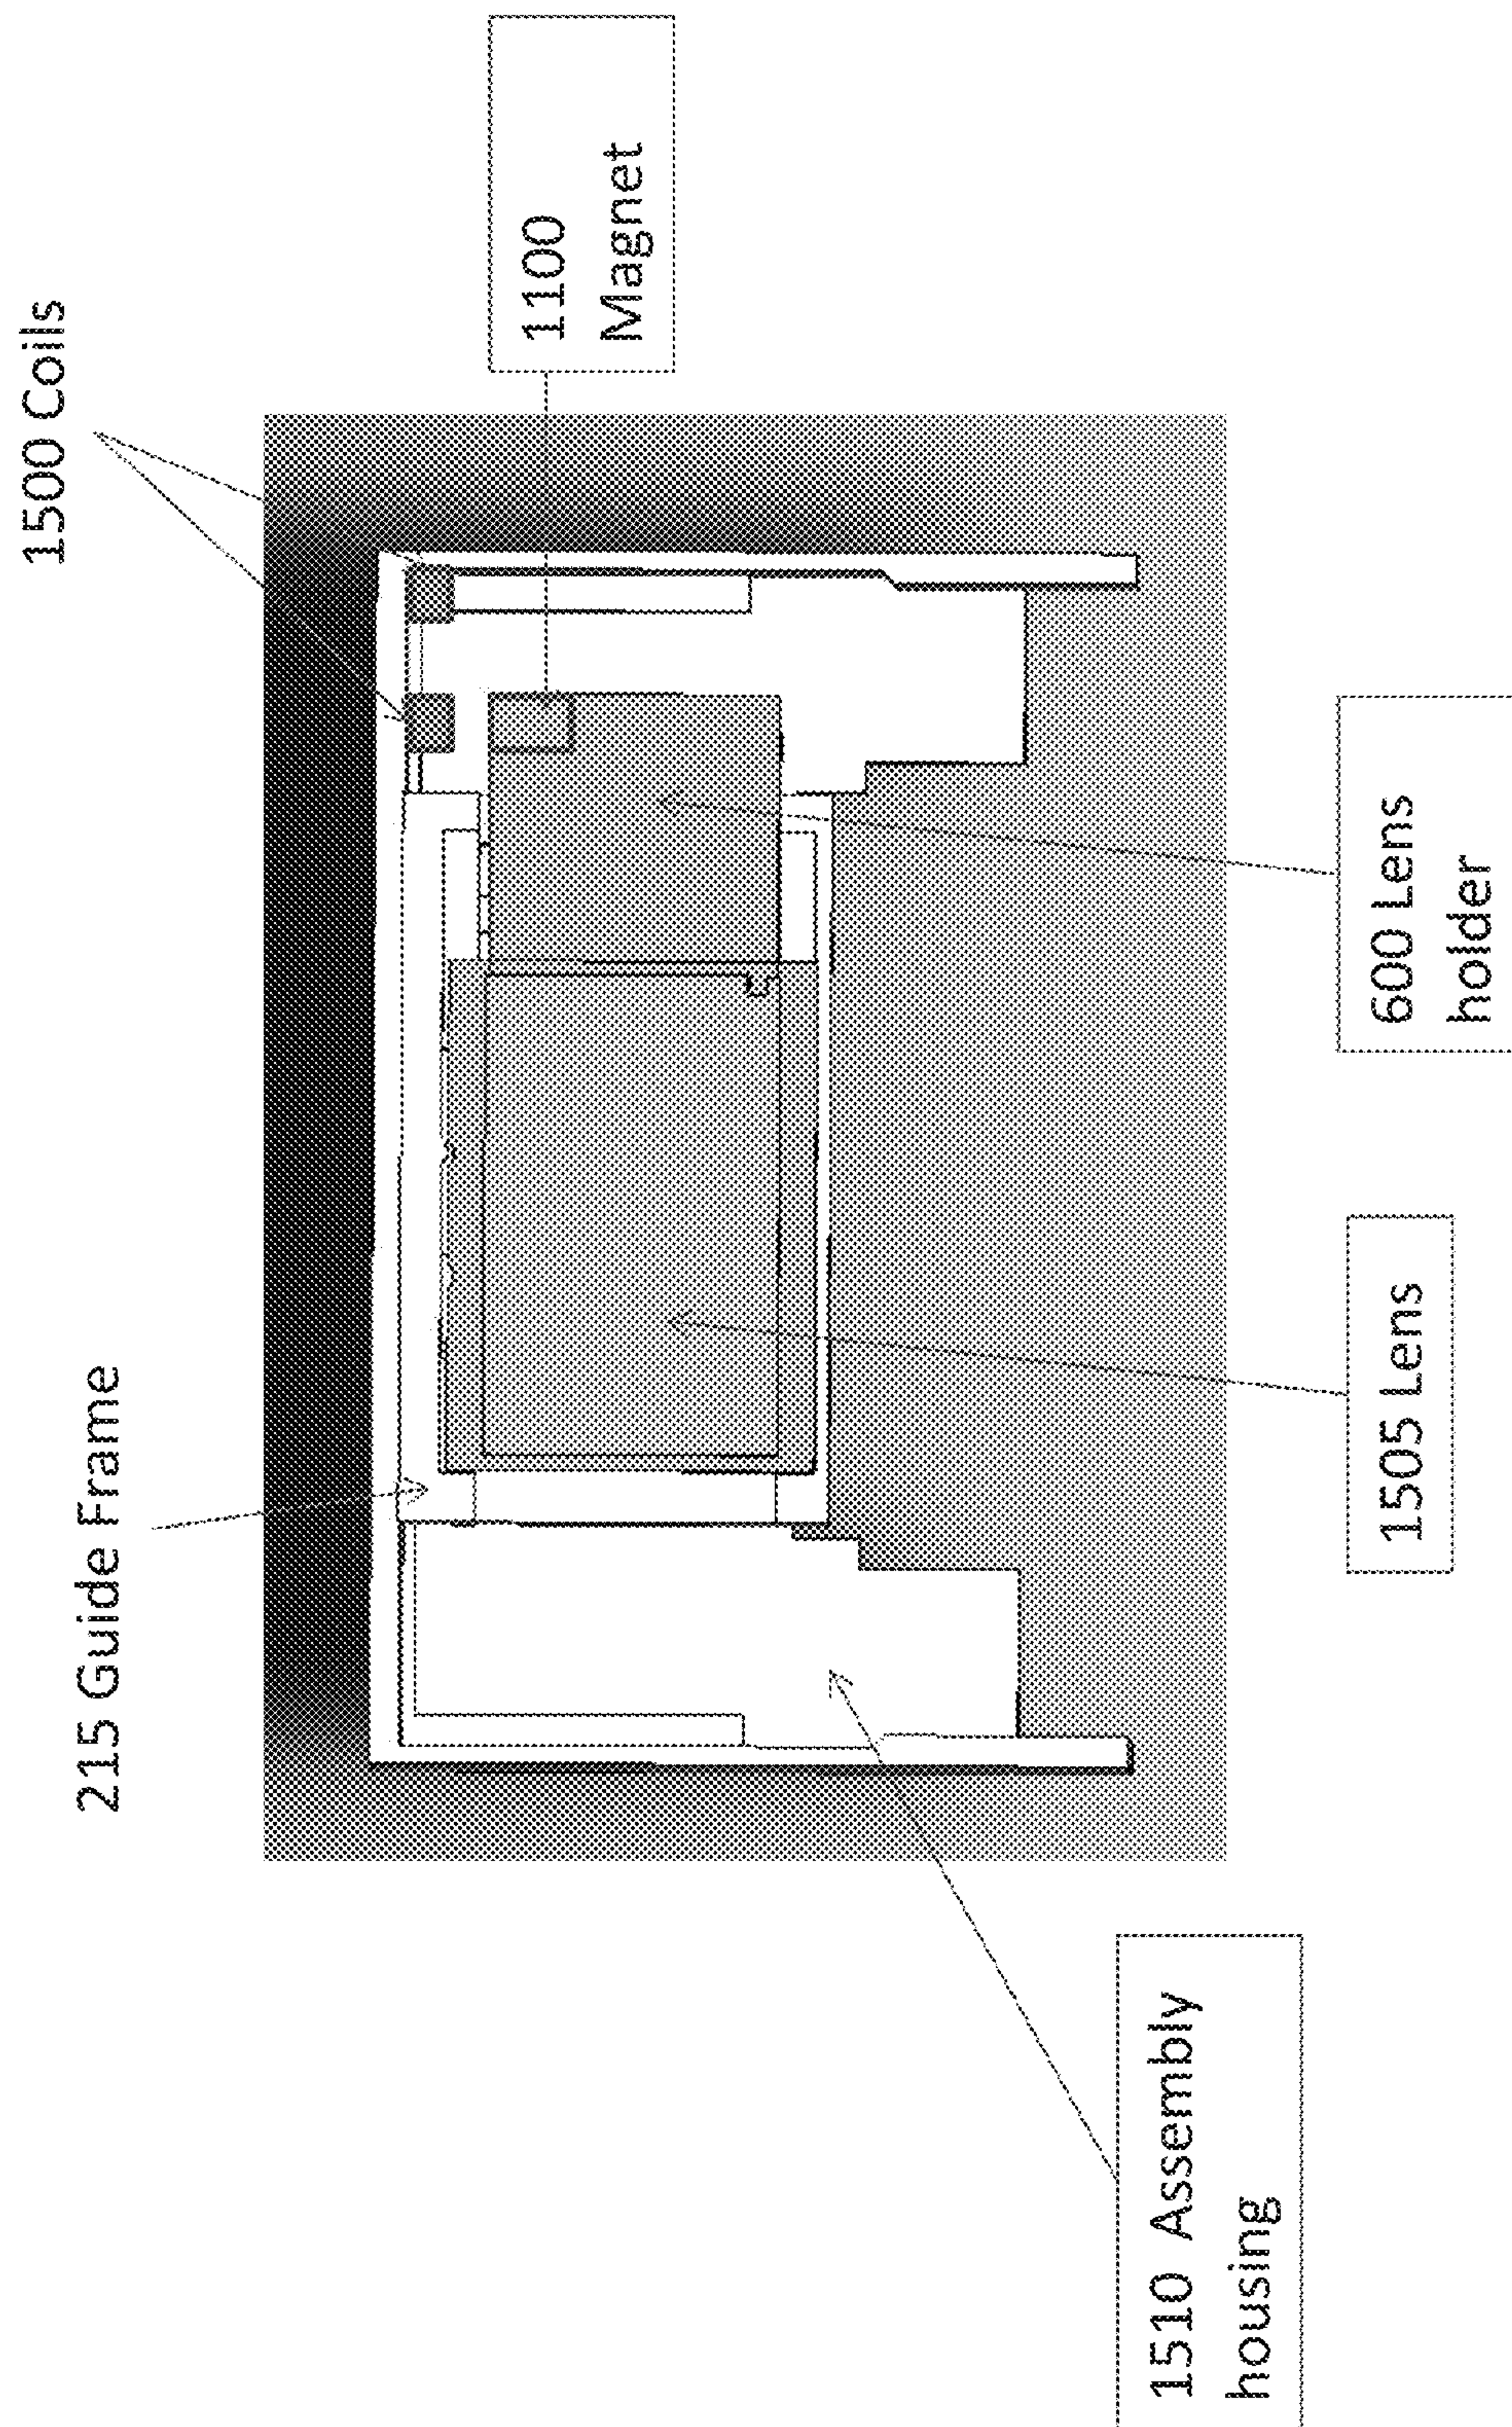 215 Guide Frame
1500 Coils
1100
Magnet
1510 Assembly
housing
1505 Lens
600 Lens
holder